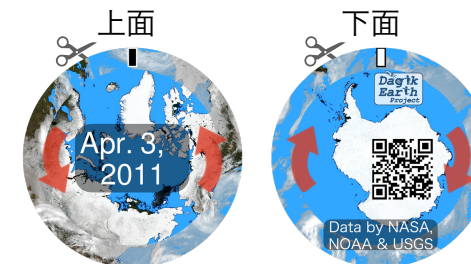 上面
下面
Apr. 3,
2011
Dagik
Earth
Project
Data by NASA,
NOAA & USGS